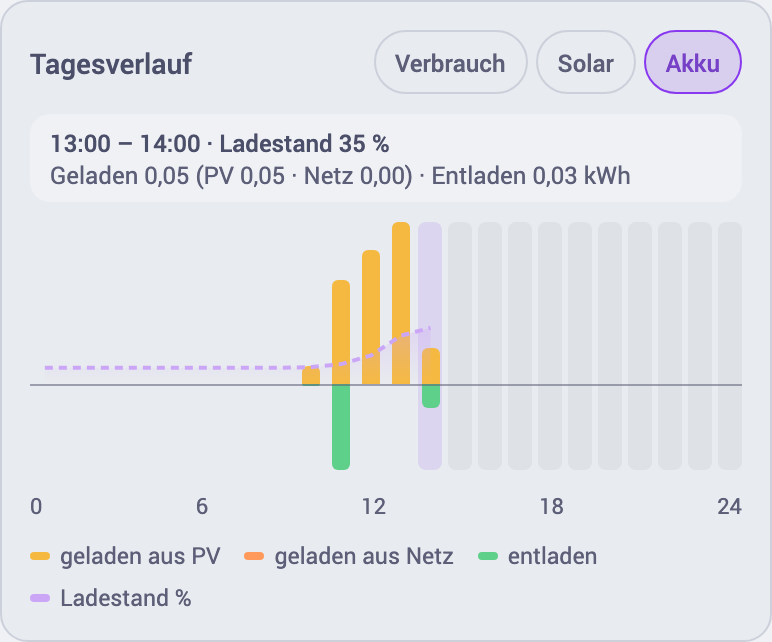 Tagesverlauf Verbrauch Solar Akku
13:00 – 14:00 · Ladestand 35 %
Geladen 0,05 (PV 0,05 · Netz 0,00) · Entladen 0,03 kWh
0 6 12 18 24
geladen aus PV geladen aus Netz entladen
Ladestand %